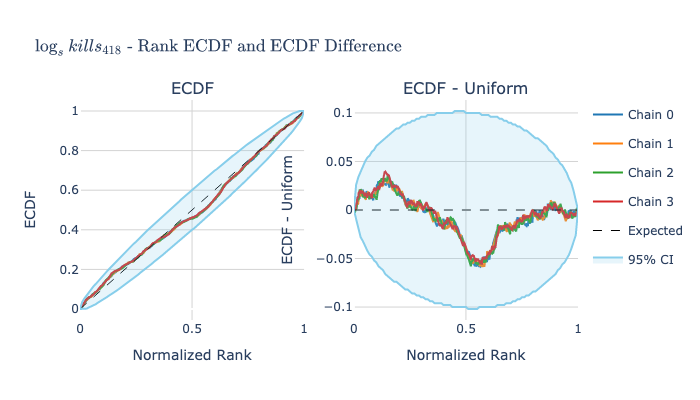 log_s kills_418 - Rank ECDF and ECDF Difference
ECDF
ECDF - Uniform
ECDF
1
0.8
0.6
0.4
0.2
0
0
0.5
1
Normalized Rank
ECDF - Uniform
0.1
0.05
0
−0.05
−0.1
0
0.5
1
Normalized Rank
Chain 0
Chain 1
Chain 2
Chain 3
Expected
95% CI